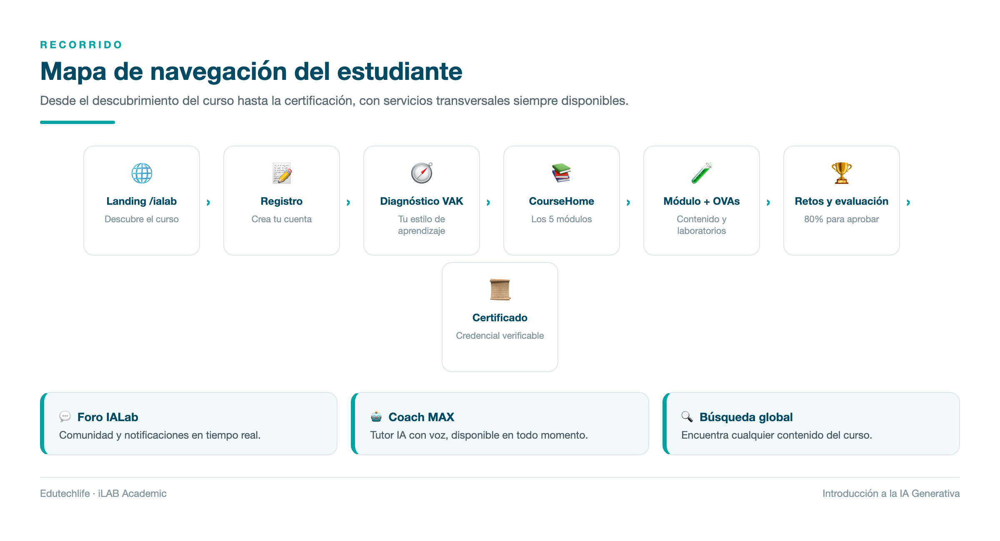 RECORRIDO
Mapa de navegación del estudiante
Desde el descubrimiento del curso hasta la certificación, con servicios transversales siempre disponibles.
Landing /ialab
Descubre el curso
›
Registro
Crea tu cuenta
›
Diagnóstico VAK
Tu estilo de
aprendizaje
›
CourseHome
Los 5 módulos
›
Módulo + OVAs
Contenido y
laboratorios
›
Retos y evaluación
80% para aprobar
›
Certificado
Credencial verificable
Foro IALab
Comunidad y notificaciones en tiempo real.
Coach MAX
Tutor IA con voz, disponible en todo momento.
Búsqueda global
Encuentra cualquier contenido del curso.
Edutechlife · iLAB Academic
Introducción a la IA Generativa